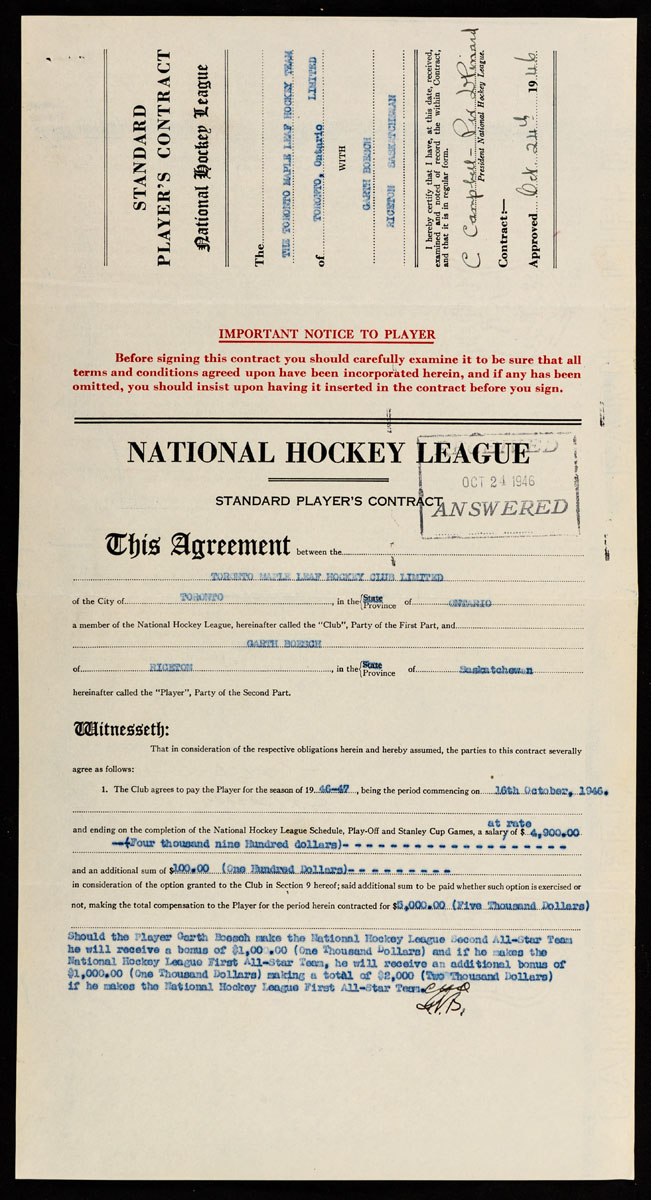 STANDARD
PLAYER'S CONTRACT
National Hockey League
The
THE TORONTO MAPLE LEAF HOCKEY TEAM
of TORONTO, Ontario LIMITED
WITH
GARTH BOESCH
RICETON SASKATCHEWAN
I hereby certify that I have, at this date, received,
examined and noted of record the within Contract,
and that it is in regular form.
C Campbell
President National Hockey League.
Contract:—
Approved Oct. 24th 1946
IMPORTANT NOTICE TO PLAYER
Before signing this contract you should carefully examine it to be sure that all
terms and conditions agreed upon have been incorporated herein, and if any has been
omitted, you should insist upon having it inserted in the contract before you sign.
NATIONAL HOCKEY LEAGUE
OCT 24 1946
STANDARD PLAYER'S CONTRACT
ANSWERED
This Agreement between the
TORONTO MAPLE LEAF HOCKEY CLUB LIMITED
of the City of TORONTO, in the {State Province of ONTARIO
a member of the National Hockey League, hereinafter called the "Club", Party of the First Part, and
GARTH BOESCH
of RICETON, in the {State Province of Saskatchewan
hereinafter called the "Player", Party of the Second Part.
Witnesseth:
That in consideration of the respective obligations herein and hereby assumed, the parties to this contract severally
agree as follows:
1. The Club agrees to pay the Player for the season of 19 46-47, being the period commencing on 16th October, 1946.
at rate
and ending on the completion of the National Hockey League Schedule, Play-Off and Stanley Cup Games, a salary of $ 4,900.00
--(Four thousand nine Hundred dollars)- - - - - - - - - - - - - - - - - - -
and an additional sum of $100.00 (One Hundred Dollars)- - - - - - - - -
in consideration of the option granted to the Club in Section 9 hereof; said additional sum to be paid whether such option is exercised or
not, making the total compensation to the Player for the period herein contracted for $5,000.00 (Five Thousand Dollars)
Should the Player Garth Boesch make the National Hockey League Second All-Star Team
he will receive a bonus of $1,00.00 (One Thousand Dollars) and if he makes the
National Hockey League First All-Star Team, he will receive an additional bonus of
$1,000.00 (One Thousand Dollars) making a total of $2,000 (Two Thousand Dollars)
if he makes the National Hockey League First All-Star Team.
G.B.